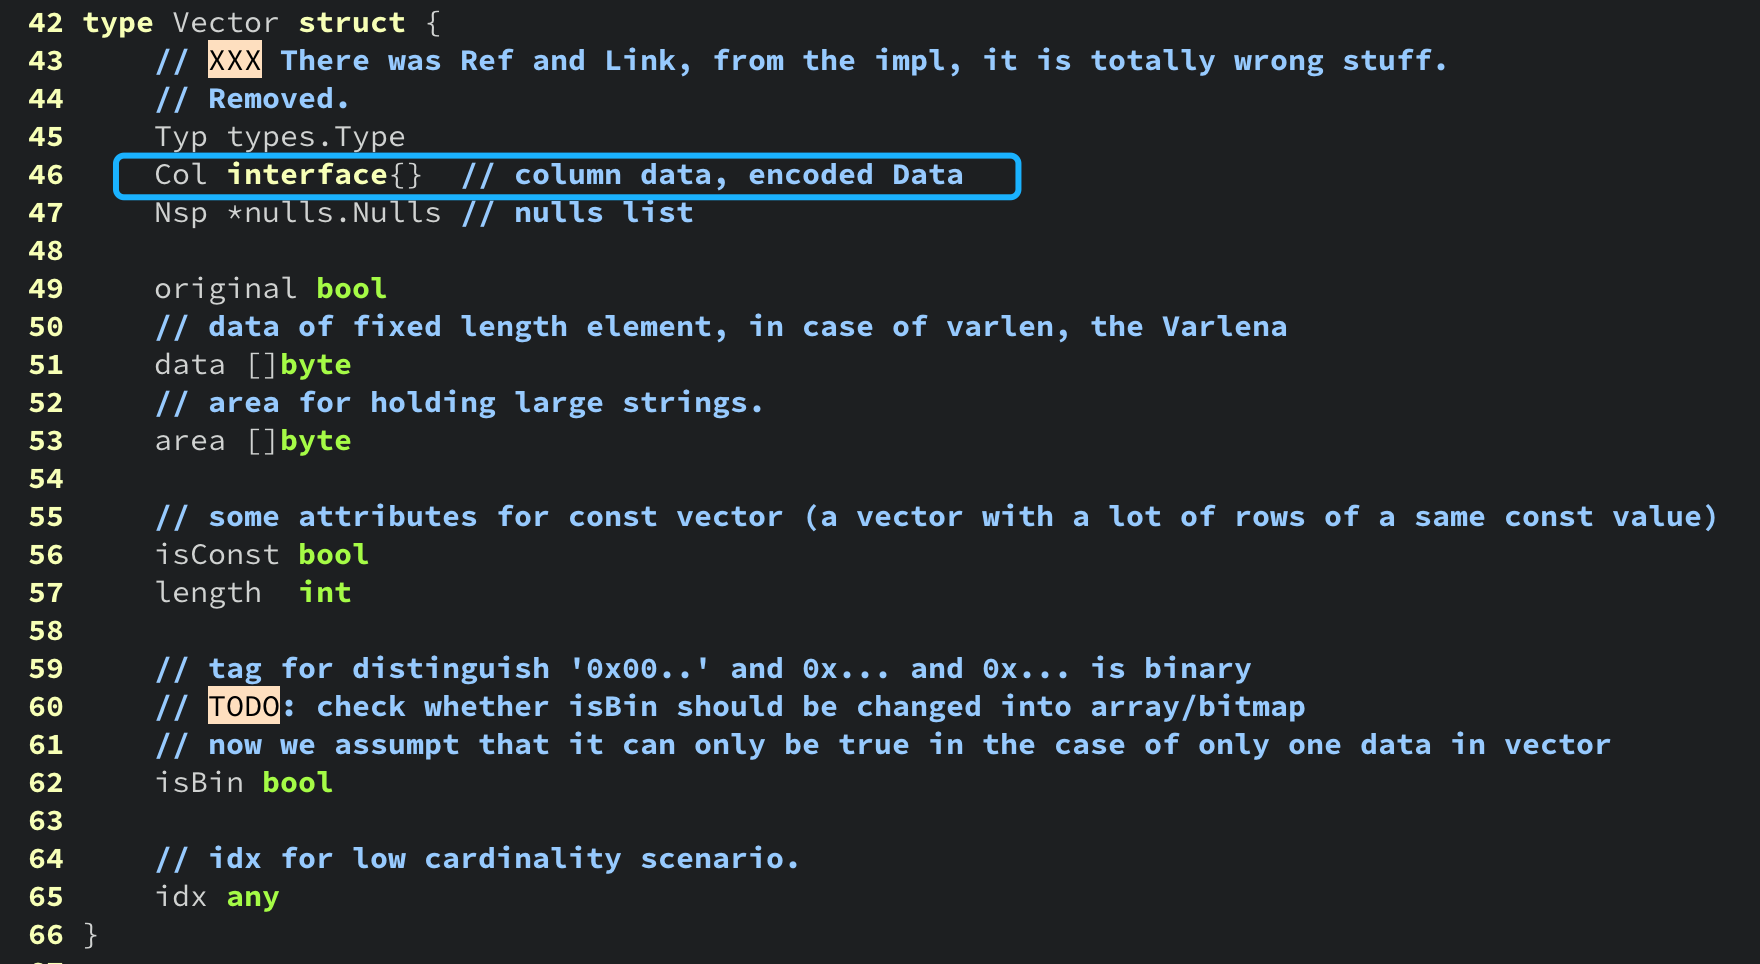 42 type Vector struct {
43     // XXX There was Ref and Link, from the impl, it is totally wrong stuff.
44     // Removed.
45     Typ types.Type
46     Col interface{}  // column data, encoded Data
47     Nsp *nulls.Nulls // nulls list
48
49     original bool
50     // data of fixed length element, in case of varlen, the Varlena
51     data []byte
52     // area for holding large strings.
53     area []byte
54
55     // some attributes for const vector (a vector with a lot of rows of a same const value)
56     isConst bool
57     length  int
58
59     // tag for distinguish '0x00..' and 0x... and 0x... is binary
60     // TODO: check whether isBin should be changed into array/bitmap
61     // now we assumpt that it can only be true in the case of only one data in vector
62     isBin bool
63
64     // idx for low cardinality scenario.
65     idx any
66 }